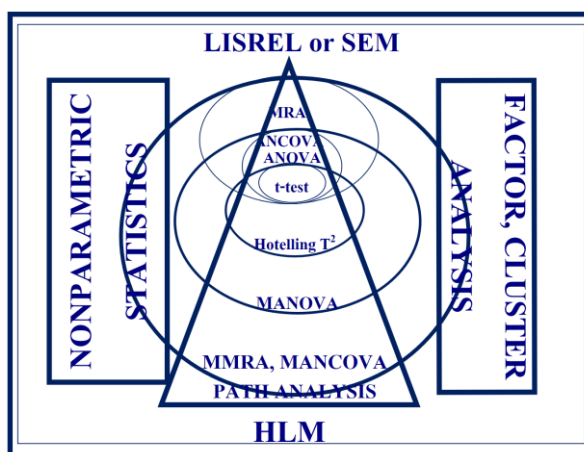 LISREL or SEM
NONPARAMETRIC
STATISTICS
MRA
ANCOVA
ANOVA
t-test
Hotelling T²
MANOVA
MMRA, MANCOVA
PATH ANALYSIS
HLM
FACTOR, CLUSTER
ANALYSIS